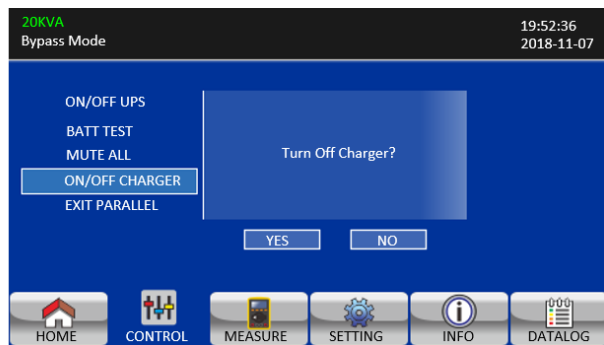 20KVA
Bypass Mode
19:52:36
2018-11-07
ON/OFF UPS
BATT TEST
MUTE ALL
ON/OFF CHARGER
EXIT PARALLEL
Turn Off Charger?
YES
NO
HOME
CONTROL
MEASURE
SETTING
INFO
DATALOG